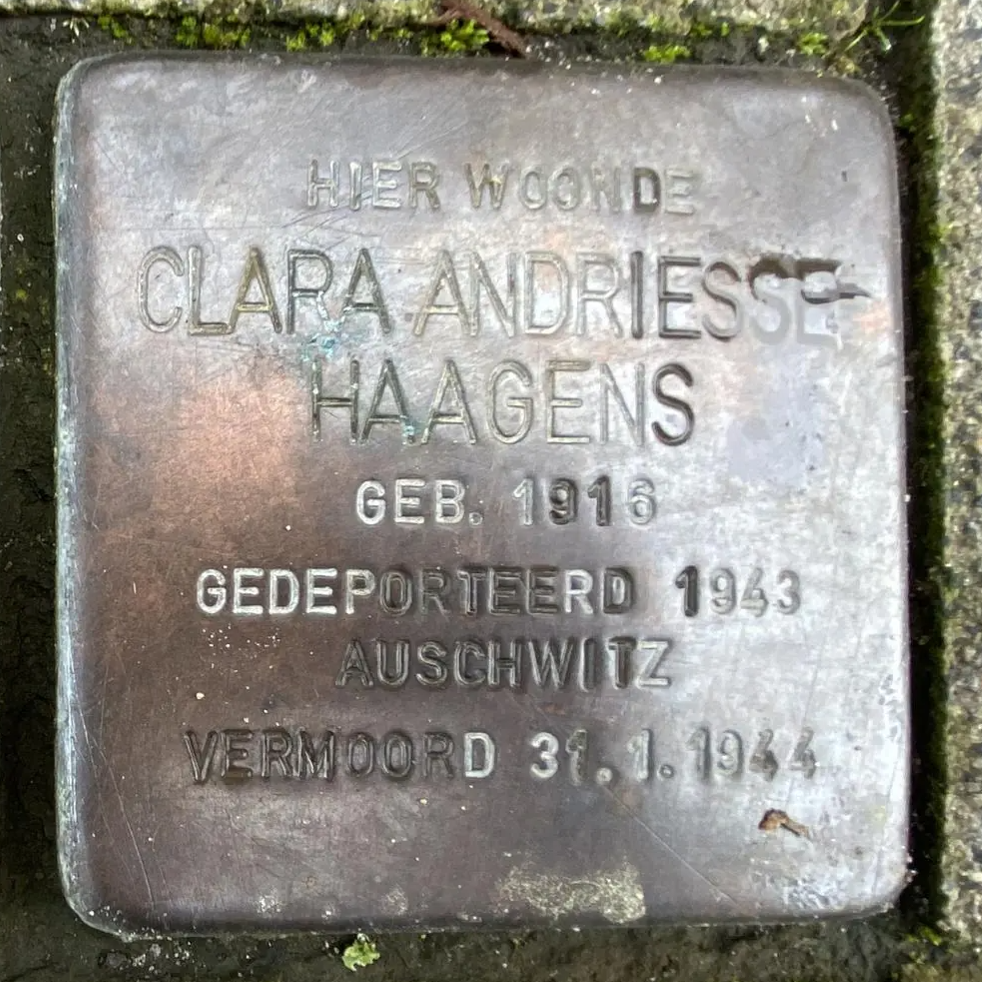 HIER WOONDE
CLARA ANDRIESSE
HAAGENS
GEB. 1916
GEDEPORTEERD 1943
AUSCHWITZ
VERMOORD 31.1.1944